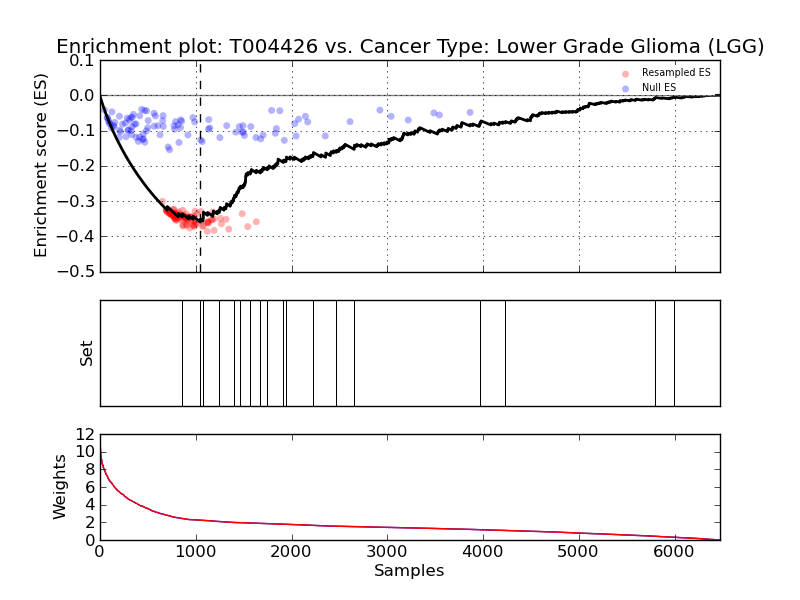 Enrichment plot: T004426 vs. Cancer Type: Lower Grade Glioma (LGG)
0.1
0.0
−0.1
−0.2
−0.3
−0.4
−0.5
Enrichment score (ES)
Resampled ES
Null ES
Set
12
10
8
6
4
2
0
Weights
0 1000 2000 3000 4000 5000 6000
Samples